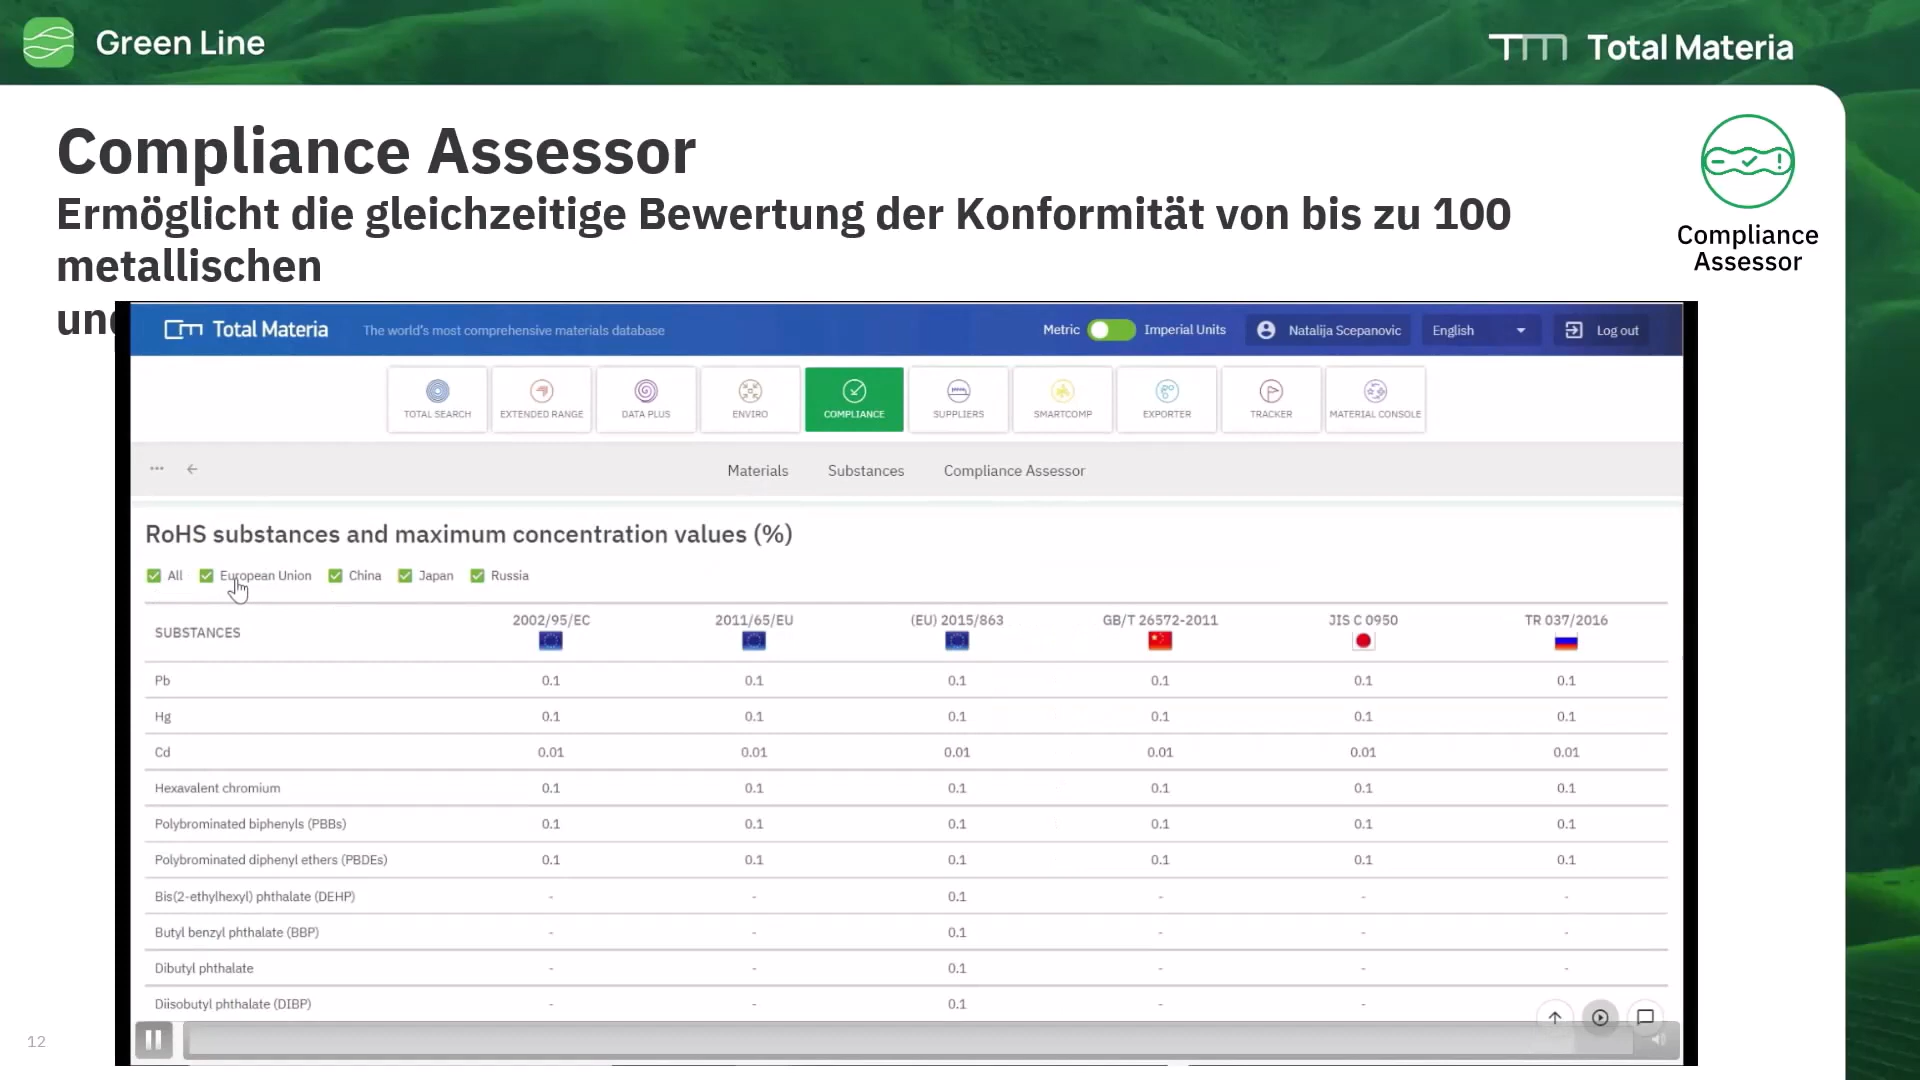 Green Line
Total Materia
Compliance Assessor
Ermöglicht die gleichzeitige Bewertung der Konformität von bis zu 100
metallischen
Compliance
Assessor
Total Materia The world's most comprehensive materials database Metric Imperial Units Natalija Scepanovic English Log out
TOTAL SEARCH EXTENDED RANGE DATA PLUS ENVIRO COMPLIANCE SUPPLIERS SMARTCOMP EXPORTER TRACKER MATERIAL CONSOLE
Materials Substances Compliance Assessor
RoHS substances and maximum concentration values (%)
All European Union China Japan Russia
SUBSTANCES 2002/95/EC 2011/65/EU (EU) 2015/863 GB/T 26572-2011 JIS C 0950 TR 037/2016
Pb 0.1 0.1 0.1 0.1 0.1 0.1
Hg 0.1 0.1 0.1 0.1 0.1 0.1
Cd 0.01 0.01 0.01 0.01 0.01 0.01
Hexavalent chromium 0.1 0.1 0.1 0.1 0.1 0.1
Polybrominated biphenyls (PBBs) 0.1 0.1 0.1 0.1 0.1 0.1
Polybrominated diphenyl ethers (PBDEs) 0.1 0.1 0.1 0.1 0.1 0.1
Bis(2-ethylhexyl) phthalate (DEHP) - - 0.1 - - -
Butyl benzyl phthalate (BBP) - - 0.1 - - -
Dibutyl phthalate - - 0.1 - - -
Diisobutyl phthalate (DIBP) - - 0.1 - -
12